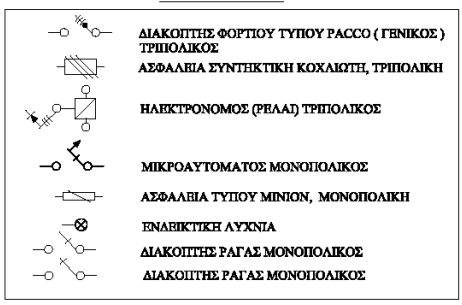 ΔΙΑΚΟΠΤΗΣ ΦΟΡΤΙΟΥ ΤΥΠΟΥ PACCO ( ΓΕΝΙΚΟΣ )
ΤΡΙΠΟΛΙΚΟΣ
ΑΣΦΑΛΕΙΑ ΣΥΝΤΗΚΤΙΚΗ ΚΟΧΛΙΩΤΗ, ΤΡΙΠΟΛΙΚΗ
ΗΛΕΚΤΡΟΝΟΜΟΣ (ΡΕΛΑΙ) ΤΡΙΠΟΛΙΚΟΣ
ΜΙΚΡΟΑΥΤΟΜΑΤΟΣ ΜΟΝΟΠΟΛΙΚΟΣ
ΑΣΦΑΛΕΙΑ ΤΥΠΟΥ ΜΙΝΙΟΝ, ΜΟΝΟΠΟΛΙΚΗ
ΕΝΔΕΙΚΤΙΚΗ ΛΥΧΝΙΑ
ΔΙΑΚΟΠΤΗΣ ΡΑΓΑΣ ΜΟΝΟΠΟΛΙΚΟΣ
ΔΙΑΚΟΠΤΗΣ ΡΑΓΑΣ ΜΟΝΟΠΟΛΙΚΟΣ